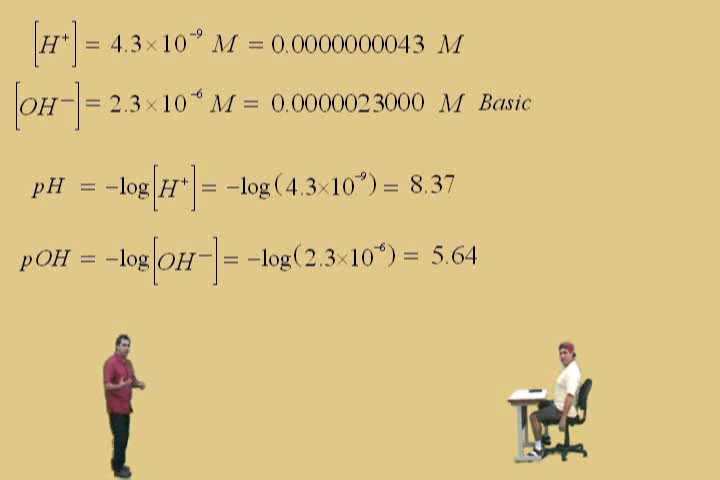 [H⁺] = 4.3×10⁻⁹ M = 0.0000000043 M
[OH⁻] = 2.3×10⁻⁶ M = 0.0000023000 M Basic
pH = −log[H⁺] = −log(4.3×10⁻⁹) = 8.37
pOH = −log[OH⁻] = −log(2.3×10⁻⁶) = 5.64